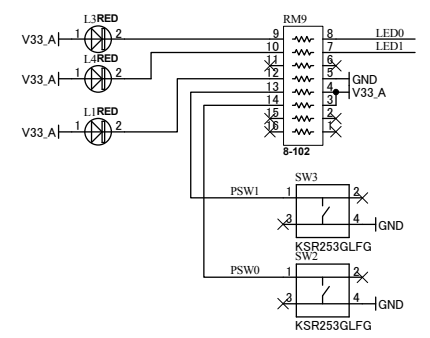 L3RED
RM9
V33_A 1 2 9 8 LED0
L4RED 10 7 LED1
V33_A 1 2 11 6
12 5 GND
L1RED 13 4 V33_A
14 3
V33_A 1 2 15 2
16 1
8-102
SW3
PSW1 1 2
3 4 GND
KSR253GLFG
SW2
PSW0 1 2
3 4 GND
KSR253GLFG